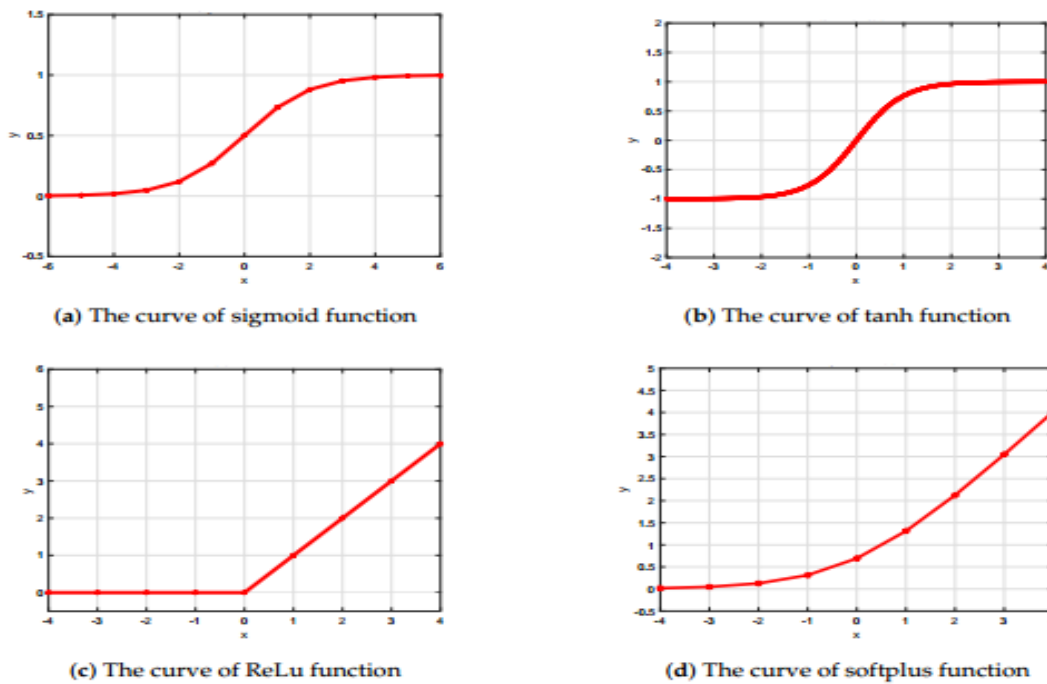 1.5
1
0.5
0
-0.5
y
-6 -4 -2 0 2 4 6
x
(a) The curve of sigmoid function
2
1.5
1
0.5
0
-0.5
-1
-1.5
-2
y
-4 -3 -2 -1 0 1 2 3 4
x
(b) The curve of tanh function
6
5
4
3
2
1
0
y
-4 -3 -2 -1 0 1 2 3 4
x
(c) The curve of ReLu function
5
4.5
4
3.5
3
2.5
2
1.5
1
0.5
0
-0.5
y
-4 -3 -2 -1 0 1 2 3
x
(d) The curve of softplus function